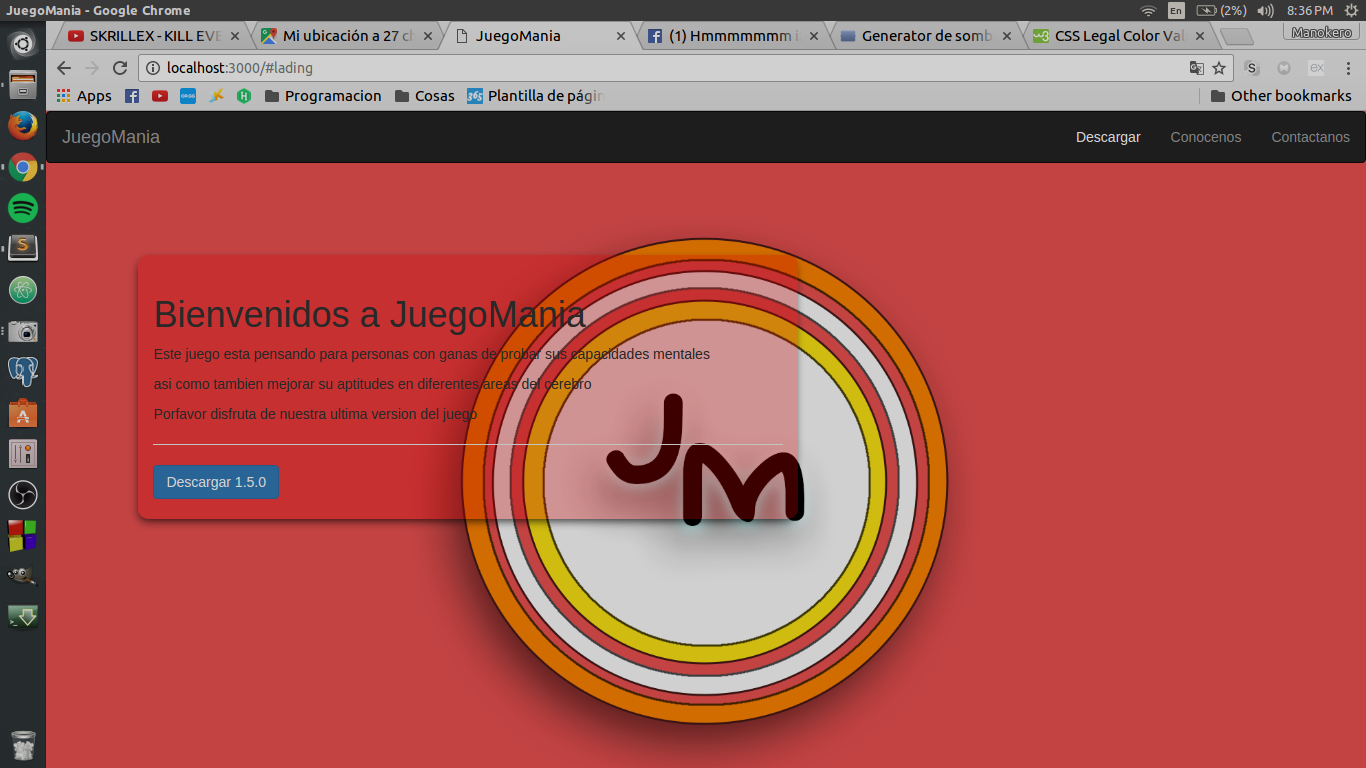 JuegoMania - Google Chrome
En (2%) 8:36 PM
SKRILLEX - KILL EVE
Mi ubicación a 27 c
JuegoMania
(1) Hmmmmmmm i
Generator de somb
CSS Legal Color Val
Manokero
localhost:3000/#lading
Apps
Programacion
Cosas
Plantilla de págin
Other bookmarks
JuegoMania
Descargar
Conocenos
Contactanos
Bienvenidos a JuegoMania
Este juego esta pensando para personas con ganas de probar sus capacidades mentales
asi como tambien mejorar su aptitudes en diferentes areas del cerebro
Porfavor disfruta de nuestra ultima version del juego
Descargar 1.5.0
JM